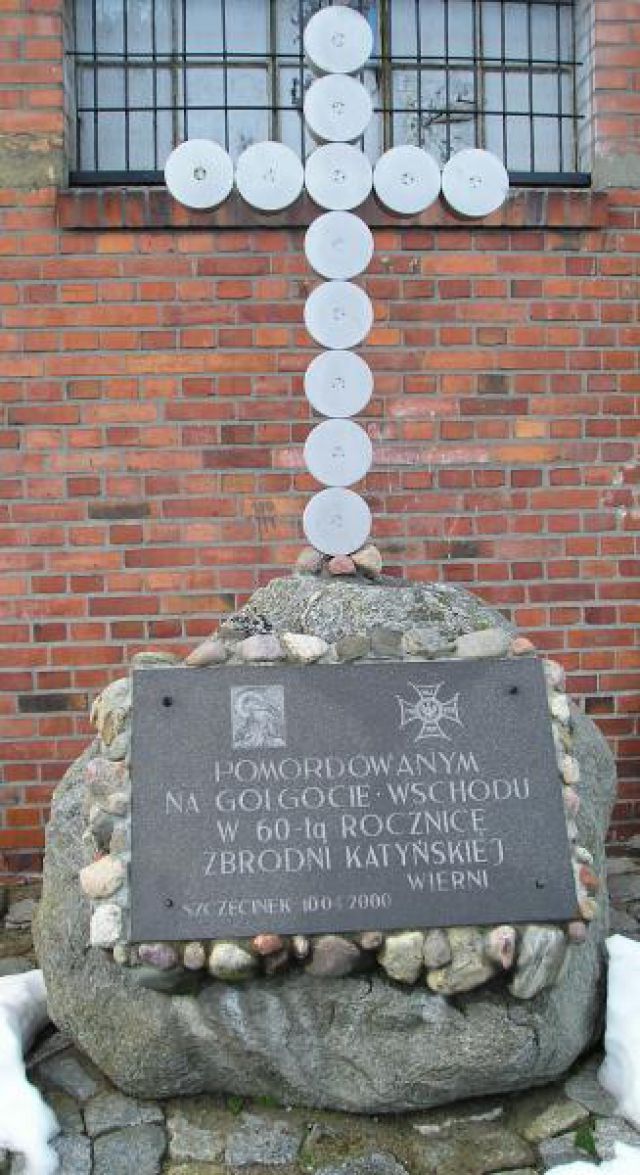 POMORDOWANYM
NA GOLGOCIE·WSCHODU
W 60-tą ROCZNICĘ
ZBRODNI KATYŃSKIEJ
WIERNI
SZCZECINEK 10.04.2000